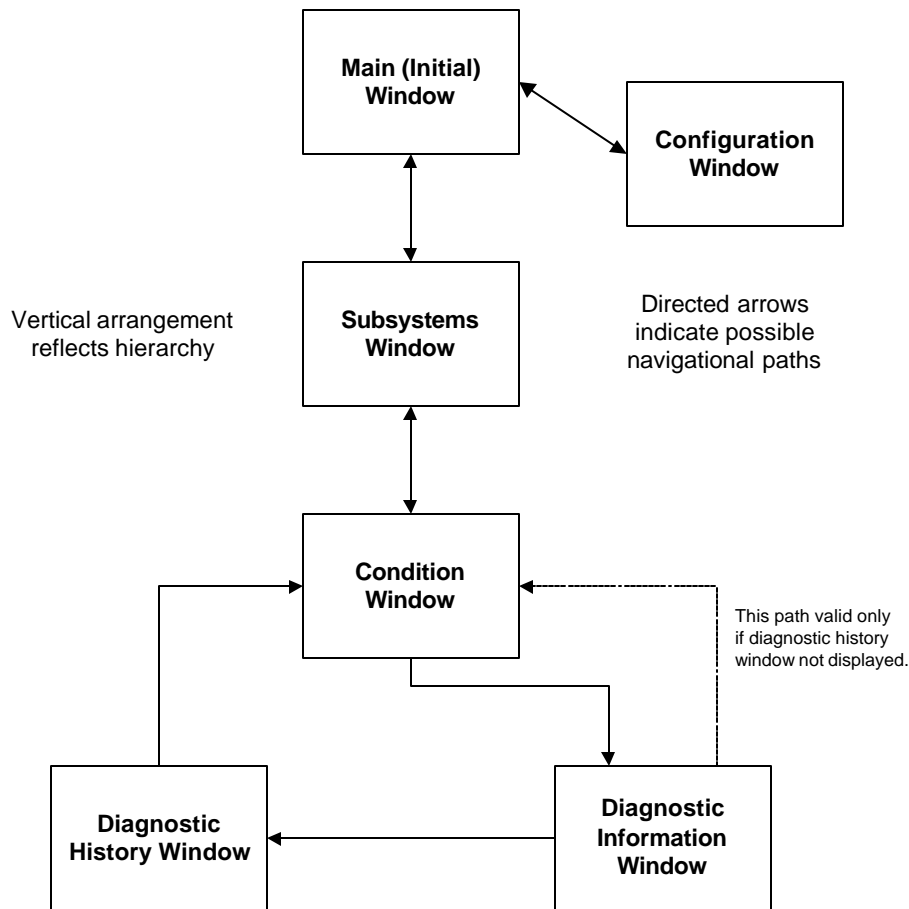 Main (Initial)
Window
Configuration
Window
Subsystems
Window
Vertical arrangement
reflects hierarchy
Directed arrows
indicate possible
navigational paths
Condition
Window
This path valid only
if diagnostic history
window not displayed.
Diagnostic
History Window
Diagnostic
Information
Window